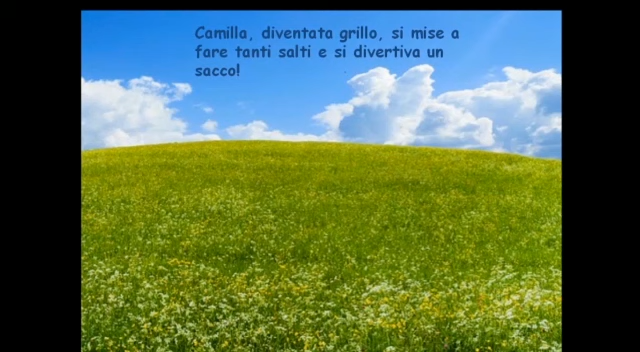 Camilla, diventata grillo, si mise a
fare tanti salti e si divertiva un
sacco!